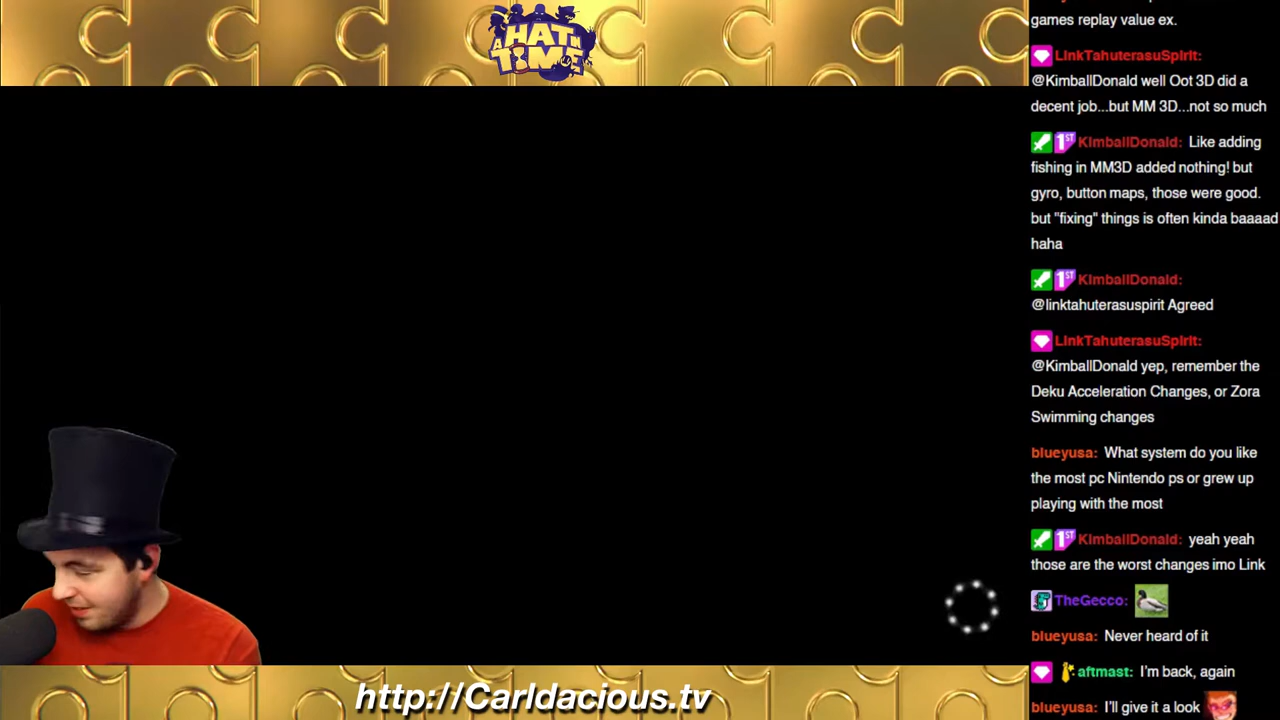 A HAT IN
TIME
games replay value ex.
LinkTahuterasuSpirit:
@KimballDonald well Oot 3D did a
decent job...but MM 3D...not so much
1ST KimballDonald: Like adding
fishing in MM3D added nothing! but
gyro, button maps, those were good.
but "fixing" things is often kinda baaaad
haha
1ST KimballDonald:
@linktahuterasuspirit Agreed
LinkTahuterasuSpirit:
@KimballDonald yep, remember the
Deku Acceleration Changes, or Zora
Swimming changes
blueyusa: What system do you like
the most pc Nintendo ps or grew up
playing with the most
1ST KimballDonald: yeah yeah
those are the worst changes imo Link
TheGecco:
blueyusa: Never heard of it
aftmast: I'm back, again
blueyusa: I'll give it a look
http://Carldacious.tv